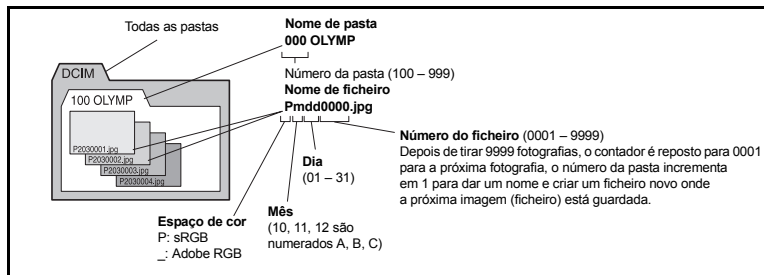 Todas as pastas
Nome de pasta
000 OLYMP
Número da pasta (100 – 999)
Nome de ficheiro
Pmdd0000.jpg
DCIM
100 OLYMP
P2030001.jpg
P2030002.jpg
P2030003.jpg
P2030004.jpg
Dia
(01 – 31)
Número do ficheiro (0001 – 9999)
Depois de tirar 9999 fotografias, o contador é reposto para 0001
para a próxima fotografia, o número da pasta incrementa
em 1 para dar um nome e criar um ficheiro novo onde
a próxima imagem (ficheiro) está guardada.
Espaço de cor
P: sRGB
_: Adobe RGB
Mês
(10, 11, 12 são
numerados A, B, C)